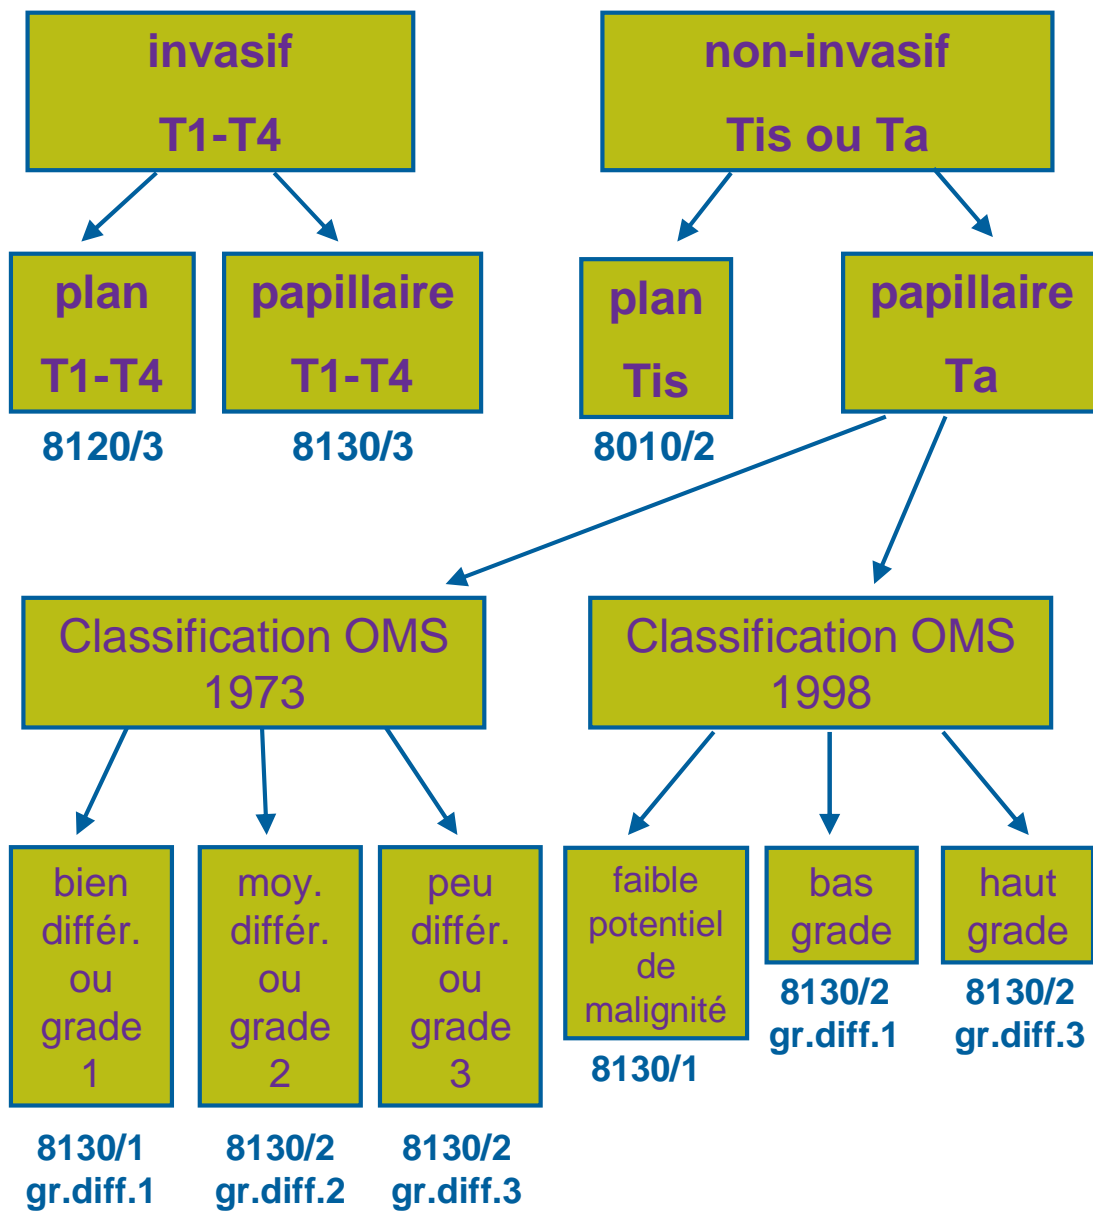 invasif
T1-T4
non-invasif
Tis ou Ta
plan
T1-T4
8120/3
papillaire
T1-T4
8130/3
plan
Tis
8010/2
papillaire
Ta
Classification OMS
1973
Classification OMS
1998
bien
différ.
ou
grade
1
8130/1
gr.diff.1
moy.
différ.
ou
grade
2
8130/2
gr.diff.2
peu
différ.
ou
grade
3
8130/2
gr.diff.3
faible
potentiel
de
malignité
8130/1
bas
grade
8130/2
gr.diff.1
haut
grade
8130/2
gr.diff.3